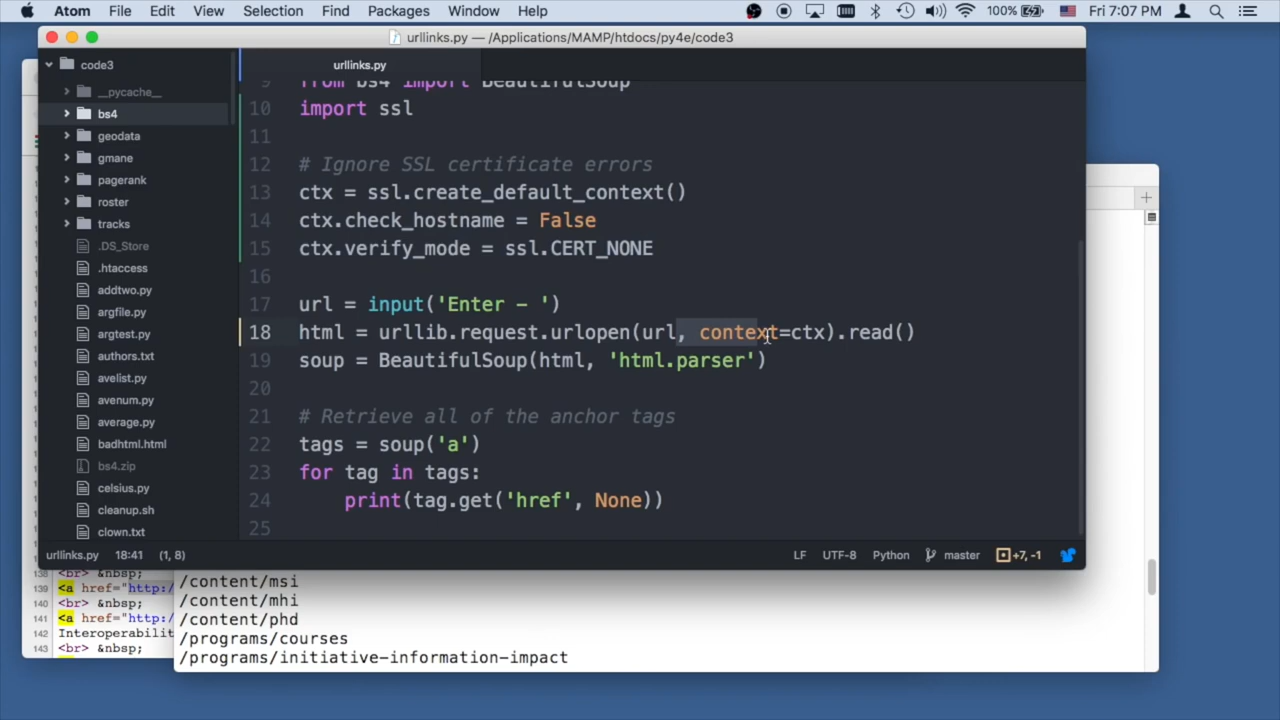 Atom File Edit View Selection Find Packages Window Help 100% Fri 7:07 PM
urllinks.py — /Applications/MAMP/htdocs/py4e/code3
code3
urllinks.py
__pycache__
bs4
geodata
gmane
pagerank
roster
tracks
.DS_Store
.htaccess
addtwo.py
argfile.py
argtest.py
authors.txt
avelist.py
avenum.py
average.py
badhtml.html
bs4.zip
celsius.py
cleanup.sh
clown.txt
9 from bs4 import BeautifulSoup
10 import ssl
11
12 # Ignore SSL certificate errors
13 ctx = ssl.create_default_context()
14 ctx.check_hostname = False
15 ctx.verify_mode = ssl.CERT_NONE
16
17 url = input('Enter - ')
18 html = urllib.request.urlopen(url, context=ctx).read()
19 soup = BeautifulSoup(html, 'html.parser')
20
21 # Retrieve all of the anchor tags
22 tags = soup('a')
23 for tag in tags:
24 print(tag.get('href', None))
25
urllinks.py 18:41 (1, 8) LF UTF-8 Python master +7, -1
138 <br> &nbsp;
139 <a href="http:/
140 <br> &nbsp;
141 <a href="http:/
142 Interoperabilit
143 <br> &nbsp;
/content/msi
/content/mhi
/content/phd
/programs/courses
/programs/initiative-information-impact